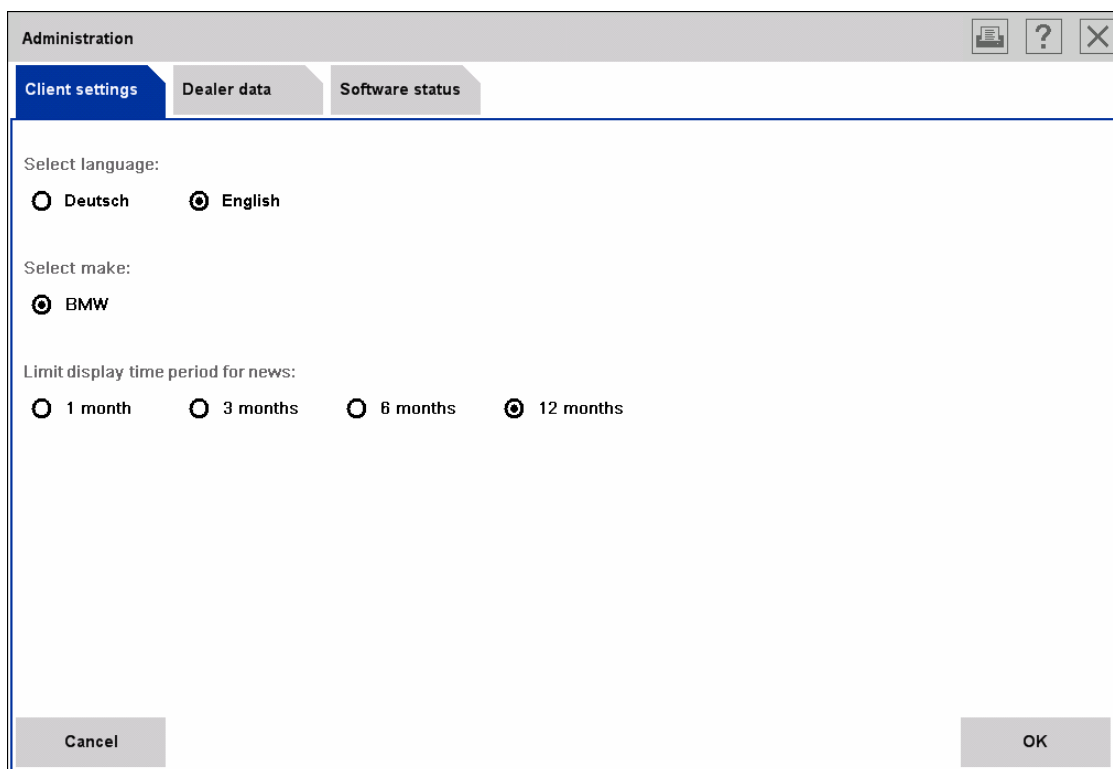 Administration
?
Client settings Dealer data Software status
Select language:
Deutsch English
Select make:
BMW
Limit display time period for news:
1 month 3 months 6 months 12 months
Cancel OK